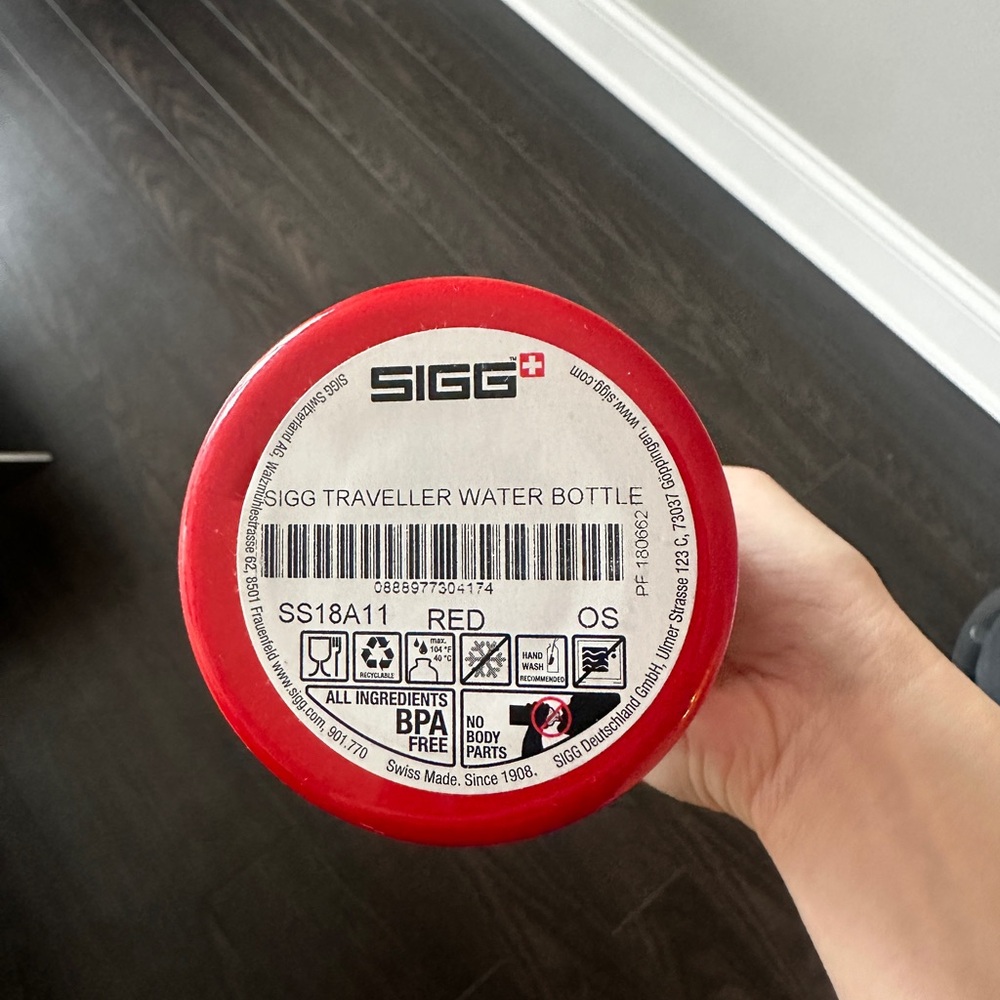 SIGG™
SIGG TRAVELLER WATER BOTTLE
0888977304174
PF 180662
SS18A11 RED OS
RECYCLABLE
max.
104 °F
40 °C
HAND
WASH
RECOMMENDED
ALL INGREDIENTS
BPA
FREE
NO
BODY
PARTS
SIGG Switzerland AG, Walzmühlestrasse 62, 8501 Frauenfeld www.sigg.com, 901.770
Swiss Made. Since 1908.
SIGG Deutschland GmbH, Ulmer Strasse 123 C, 73037 Göppingen, www.sigg.com